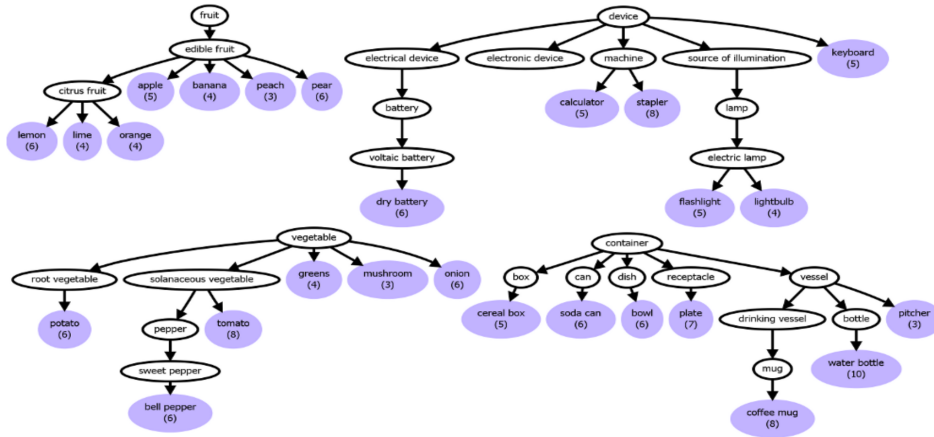 fruit
edible fruit
citrus fruit
apple
(5)
banana
(4)
peach
(3)
pear
(6)
lemon
(6)
lime
(4)
orange
(4)
device
electrical device
electronic device
machine
source of illumination
keyboard
(5)
battery
calculator
(5)
stapler
(8)
lamp
voltaic battery
electric lamp
dry battery
(6)
flashlight
(5)
lightbulb
(4)
vegetable
root vegetable
solanaceous vegetable
greens
(4)
mushroom
(3)
onion
(6)
potato
(6)
pepper
tomato
(8)
sweet pepper
bell pepper
(6)
container
box
can
dish
receptacle
vessel
cereal box
(5)
soda can
(6)
bowl
(6)
plate
(7)
drinking vessel
bottle
pitcher
(3)
mug
water bottle
(10)
coffee mug
(8)